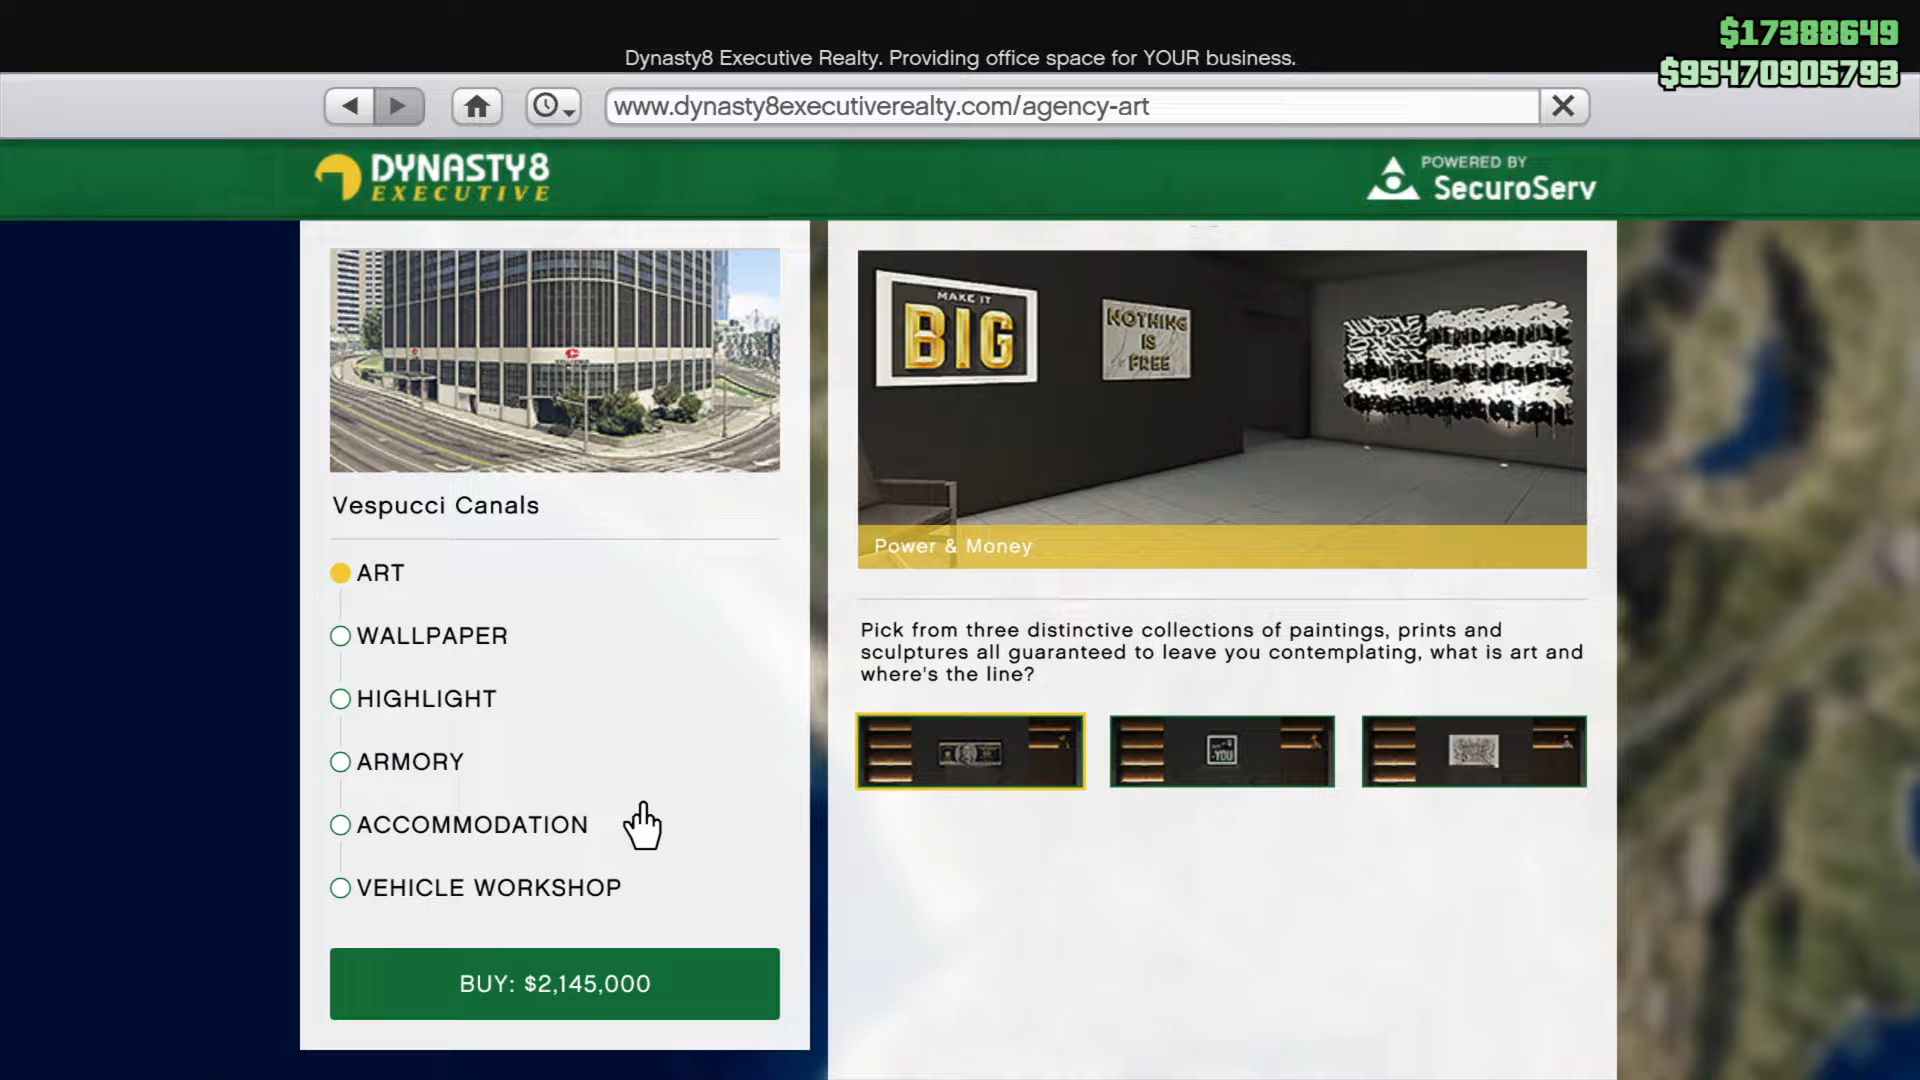 $17388649
Dynasty8 Executive Realty. Providing office space for YOUR business.
$95470905793
www.dynasty8executiverealty.com/agency-art
DYNASTY8
EXECUTIVE
POWERED BY
SecuroServ
MAKE IT
BIG
NOTHING
IS
FREE
Power & Money
Vespucci Canals
ART
WALLPAPER
HIGHLIGHT
ARMORY
ACCOMMODATION
VEHICLE WORKSHOP
BUY: $2,145,000
Pick from three distinctive collections of paintings, prints and
sculptures all guaranteed to leave you contemplating, what is art and
where's the line?
YOU